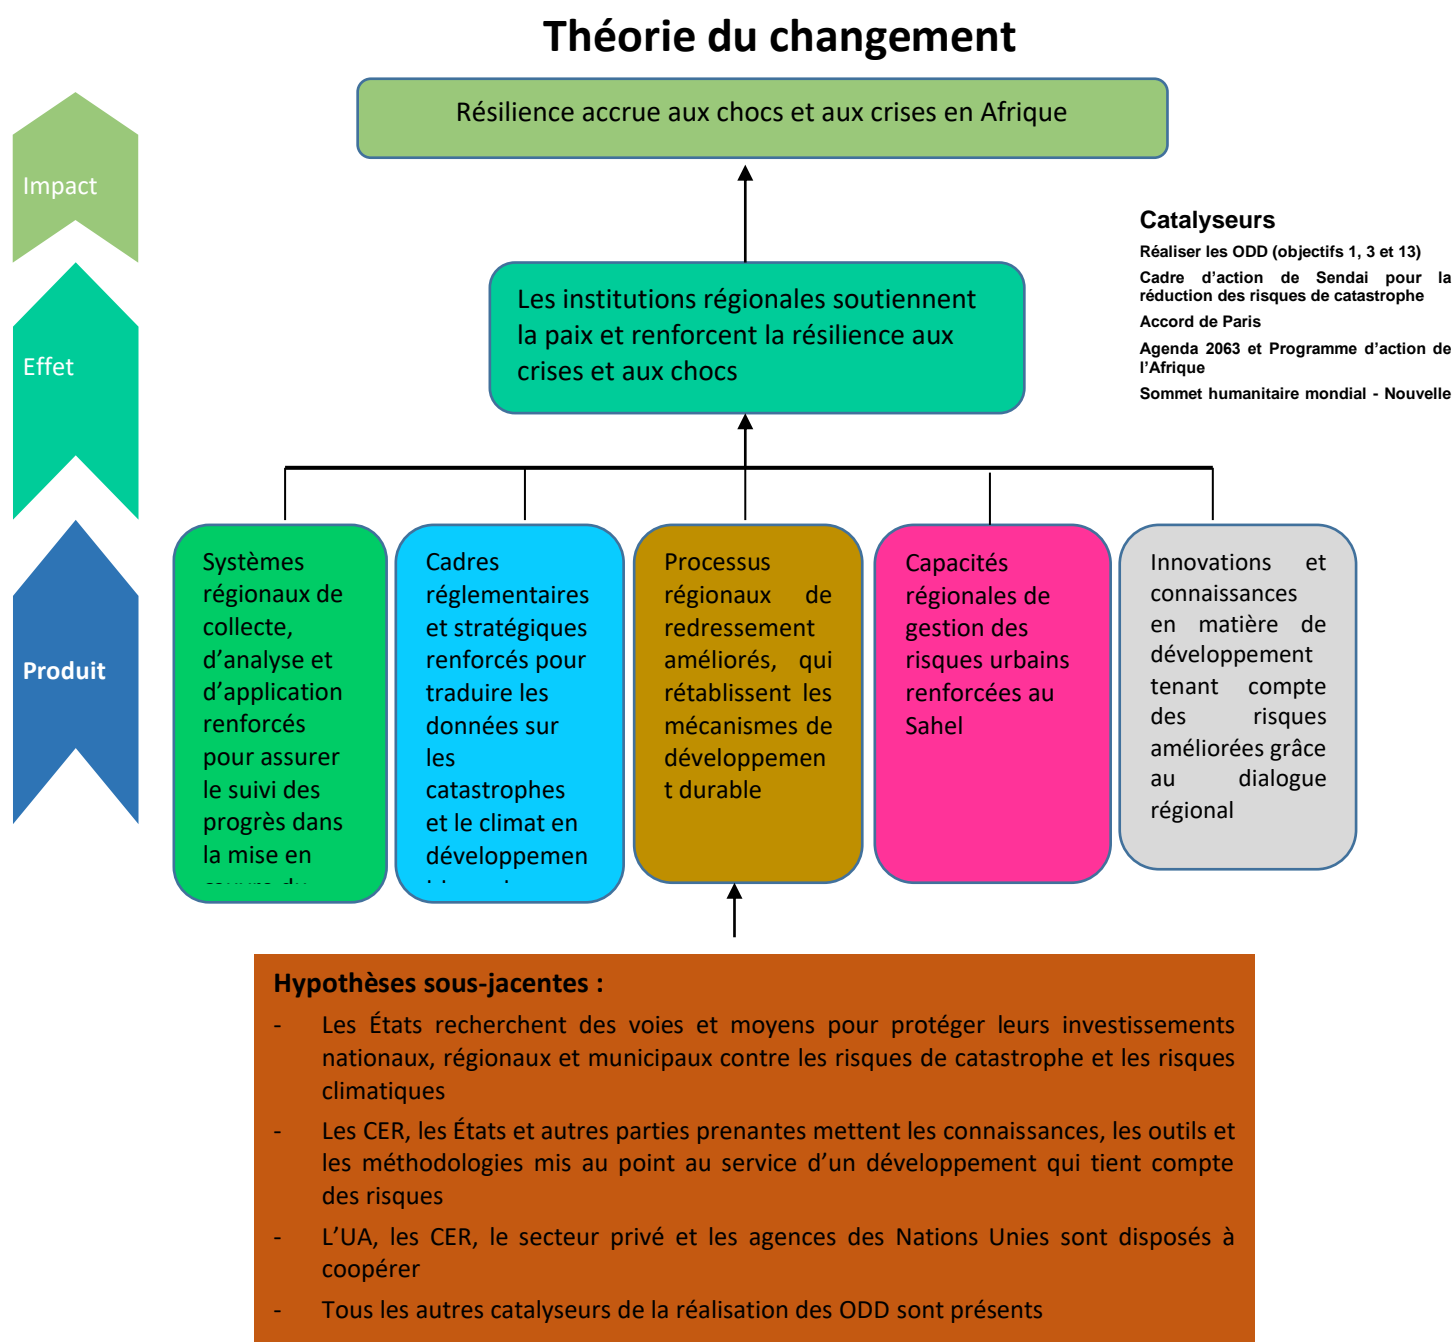 Théorie du changement
Résilience accrue aux chocs et aux crises en Afrique
Impact
Catalyseurs
Réaliser les ODD (objectifs 1, 3 et 13)
Cadre d’action de Sendai pour la
réduction des risques de catastrophe
Accord de Paris
Agenda 2063 et Programme d’action de
l’Afrique
Sommet humanitaire mondial - Nouvelle
Les institutions régionales soutiennent
la paix et renforcent la résilience aux
crises et aux chocs
Effet
Produit
Systèmes
régionaux de
collecte,
d’analyse et
d’application
renforcés
pour assurer
le suivi des
progrès dans
la mise en
Cadres
réglementaires
et stratégiques
renforcés pour
traduire les
données sur
les
catastrophes
et le climat en
développemen
Processus
régionaux de
redressement
améliorés, qui
rétablissent les
mécanismes de
développemen
t durable
Capacités
régionales de
gestion des
risques urbains
renforcées au
Sahel
Innovations et
connaissances
en matière de
développement
tenant compte
des risques
améliorées grâce
au dialogue
régional
Hypothèses sous-jacentes :
- Les États recherchent des voies et moyens pour protéger leurs investissements
nationaux, régionaux et municipaux contre les risques de catastrophe et les risques
climatiques
- Les CER, les États et autres parties prenantes mettent les connaissances, les outils et
les méthodologies mis au point au service d’un développement qui tient compte
des risques
- L’UA, les CER, le secteur privé et les agences des Nations Unies sont disposés à
coopérer
- Tous les autres catalyseurs de la réalisation des ODD sont présents